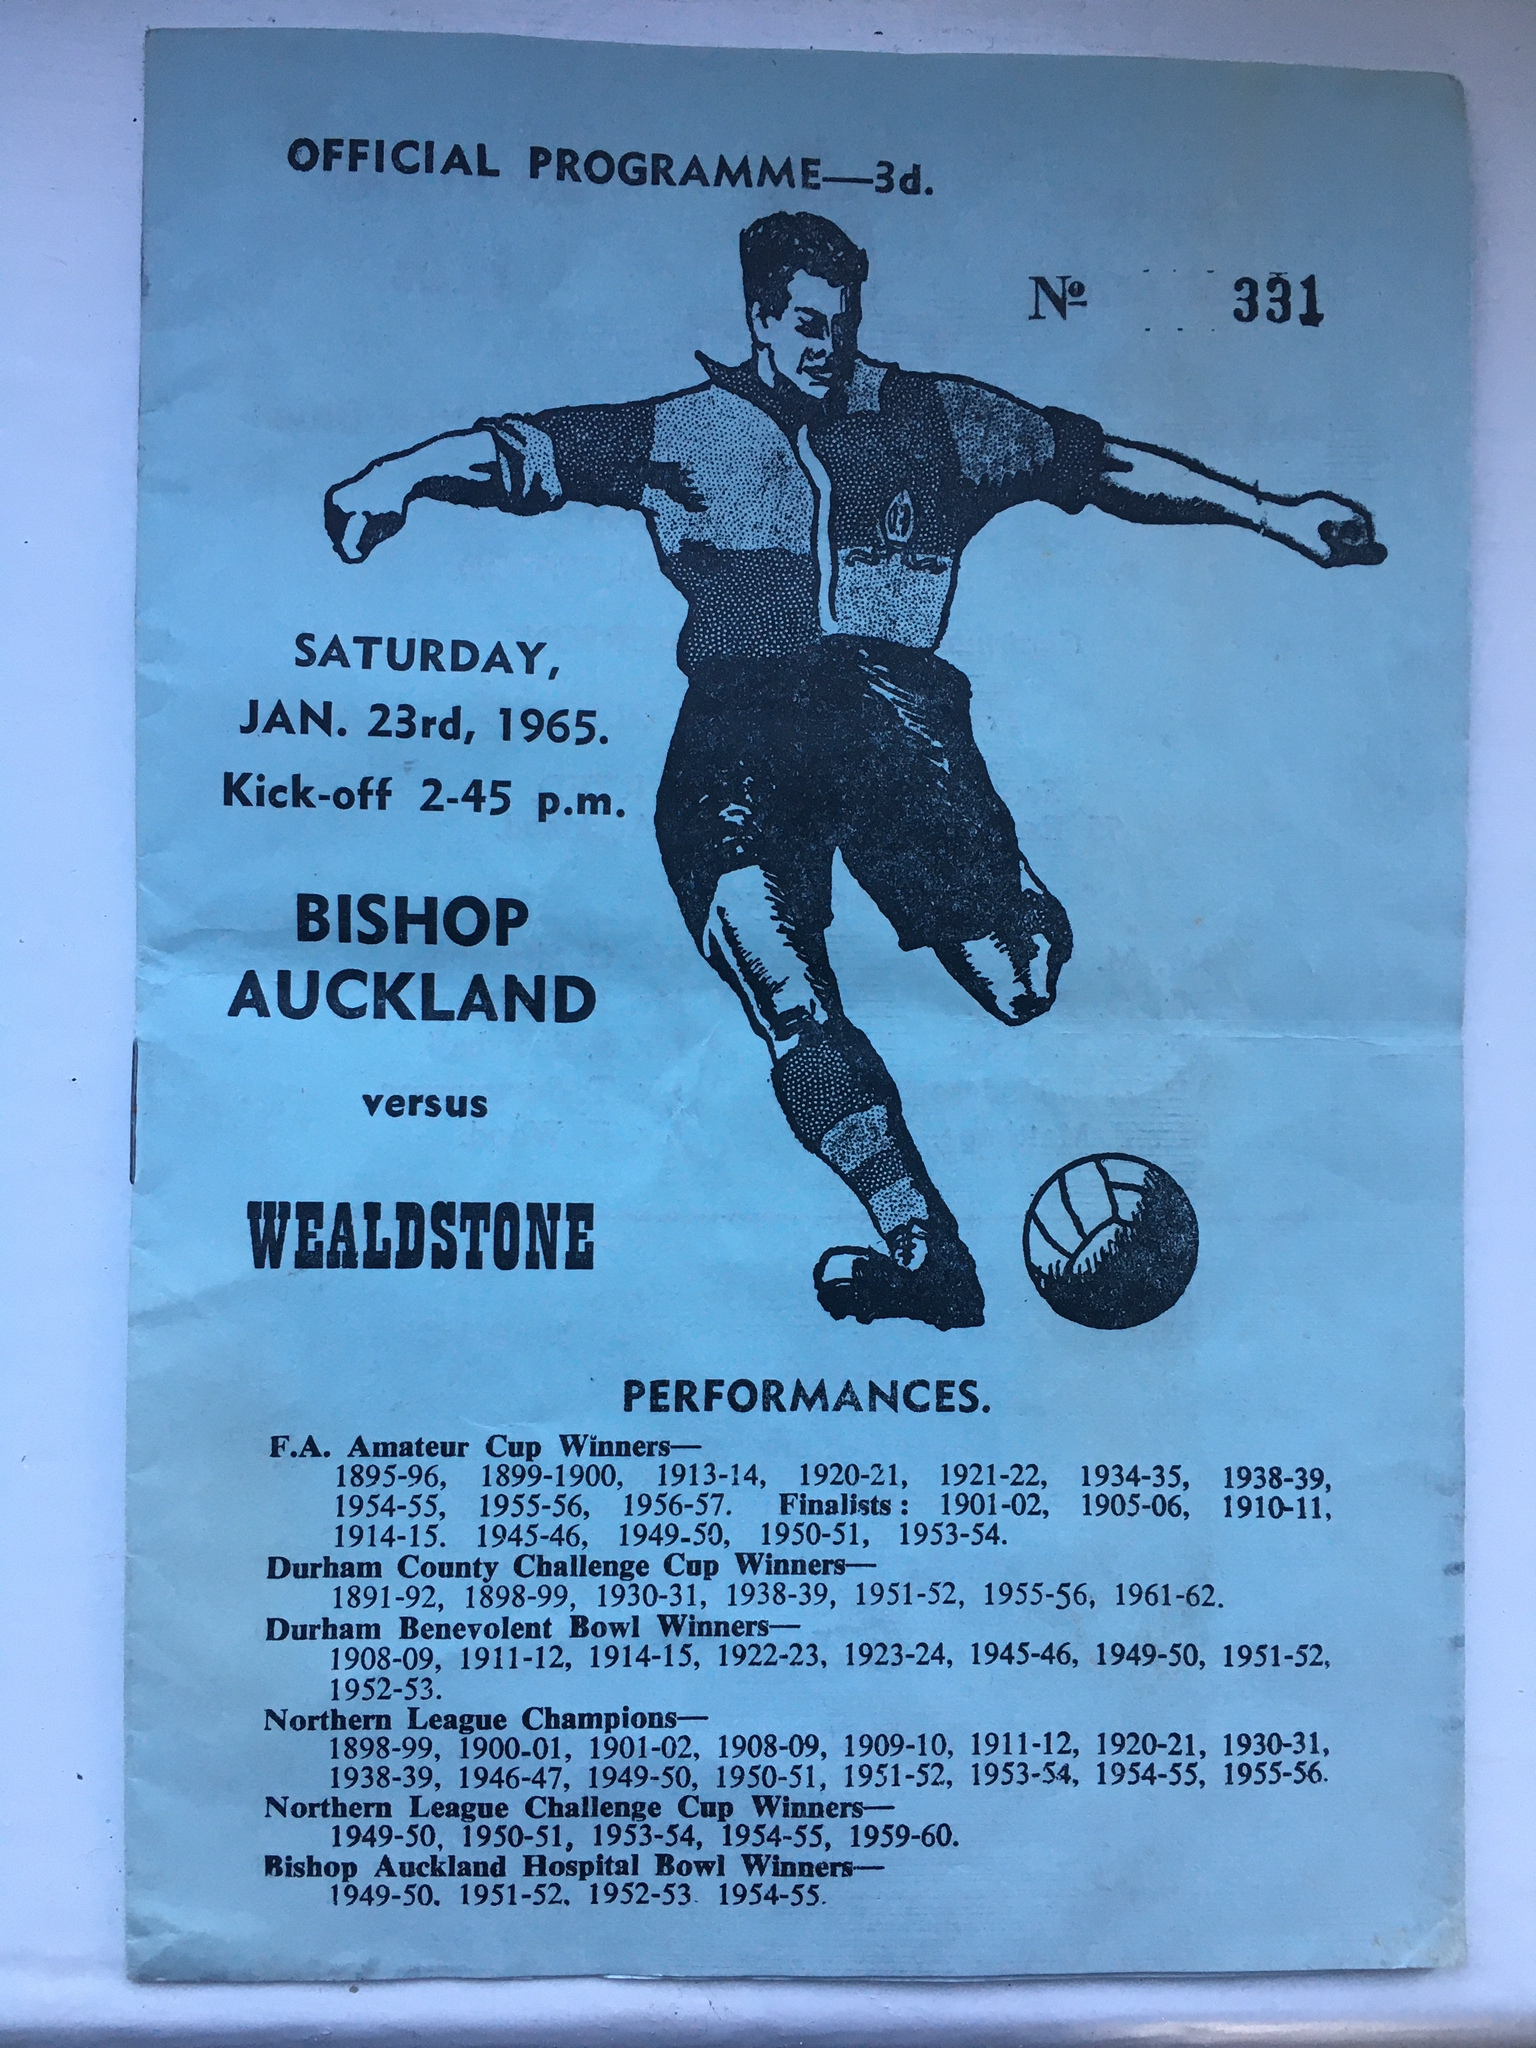 OFFICIAL PROGRAMME—3d.
Nº 331
SATURDAY,
JAN. 23rd, 1965.
Kick-off 2-45 p.m.
BISHOP
AUCKLAND
versus
WEALDSTONE
PERFORMANCES.
F.A. Amateur Cup Winners—
1895-96, 1899-1900, 1913-14, 1920-21, 1921-22, 1934-35, 1938-39,
1954-55, 1955-56, 1956-57. Finalists : 1901-02, 1905-06, 1910-11,
1914-15. 1945-46, 1949-50, 1950-51, 1953-54.
Durham County Challenge Cup Winners—
1891-92, 1898-99, 1930-31, 1938-39, 1951-52, 1955-56, 1961-62.
Durham Benevolent Bowl Winners—
1908-09, 1911-12, 1914-15, 1922-23, 1923-24, 1945-46, 1949-50, 1951-52,
1952-53.
Northern League Champions—
1898-99, 1900-01, 1901-02, 1908-09, 1909-10, 1911-12, 1920-21, 1930-31,
1938-39, 1946-47, 1949-50, 1950-51, 1951-52, 1953-54, 1954-55, 1955-56.
Northern League Challenge Cup Winners—
1949-50, 1950-51, 1953-54, 1954-55, 1959-60.
Bishop Auckland Hospital Bowl Winners—
1949-50. 1951-52. 1952-53. 1954-55.